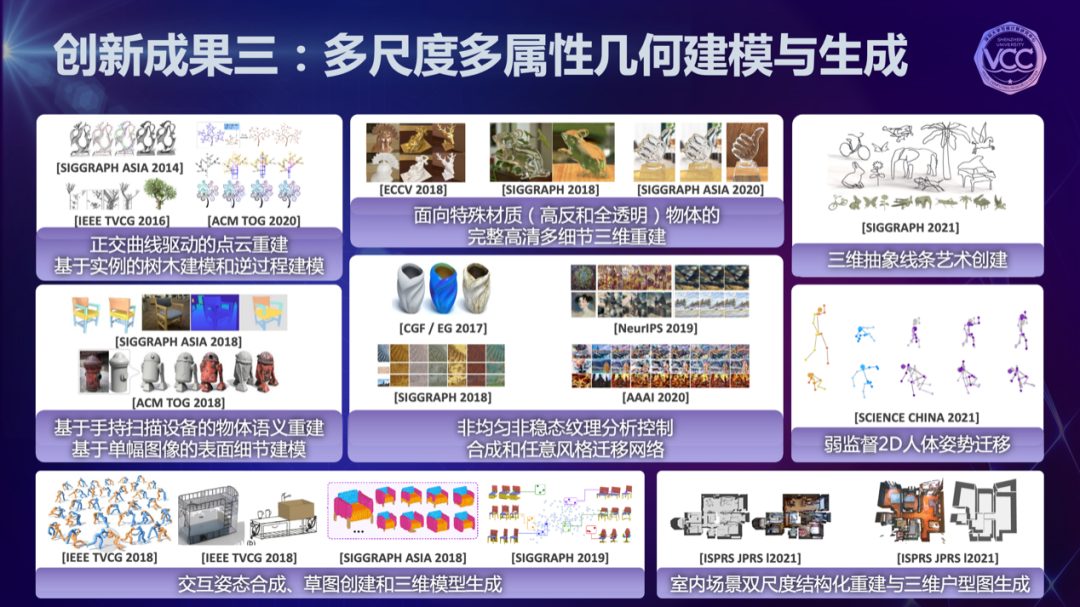 创新成果三：多尺度多属性几何建模与生成
SHENZHEN
UNIVERSITY
VCC
[SIGGRAPH ASIA 2014]
[IEEE TVCG 2016]
[ACM TOG 2020]
正交曲线驱动的点云重建
基于实例的树木建模和逆过程建模
[ECCV 2018]
[SIGGRAPH 2018]
[SIGGRAPH ASIA 2020]
面向特殊材质（高反和全透明）物体的
完整高清多细节三维重建
[SIGGRAPH 2021]
三维抽象线条艺术创建
[SIGGRAPH ASIA 2018]
[ACM TOG 2018]
基于手持扫描设备的物体语义重建
基于单幅图像的表面细节建模
[CGF / EG 2017]
[NeurIPS 2019]
[SIGGRAPH 2018]
[AAAI 2020]
非均匀非稳态纹理分析控制
合成和任意风格迁移网络
[SCIENCE CHINA 2021]
弱监督2D人体姿势迁移
[IEEE TVCG 2018]
[IEEE TVCG 2018]
[SIGGRAPH ASIA 2018]
[SIGGRAPH 2019]
交互姿态合成、草图创建和三维模型生成
[ISPRS JPRS l2021]
[ISPRS JPRS l2021]
室内场景双尺度结构化重建与三维户型图生成